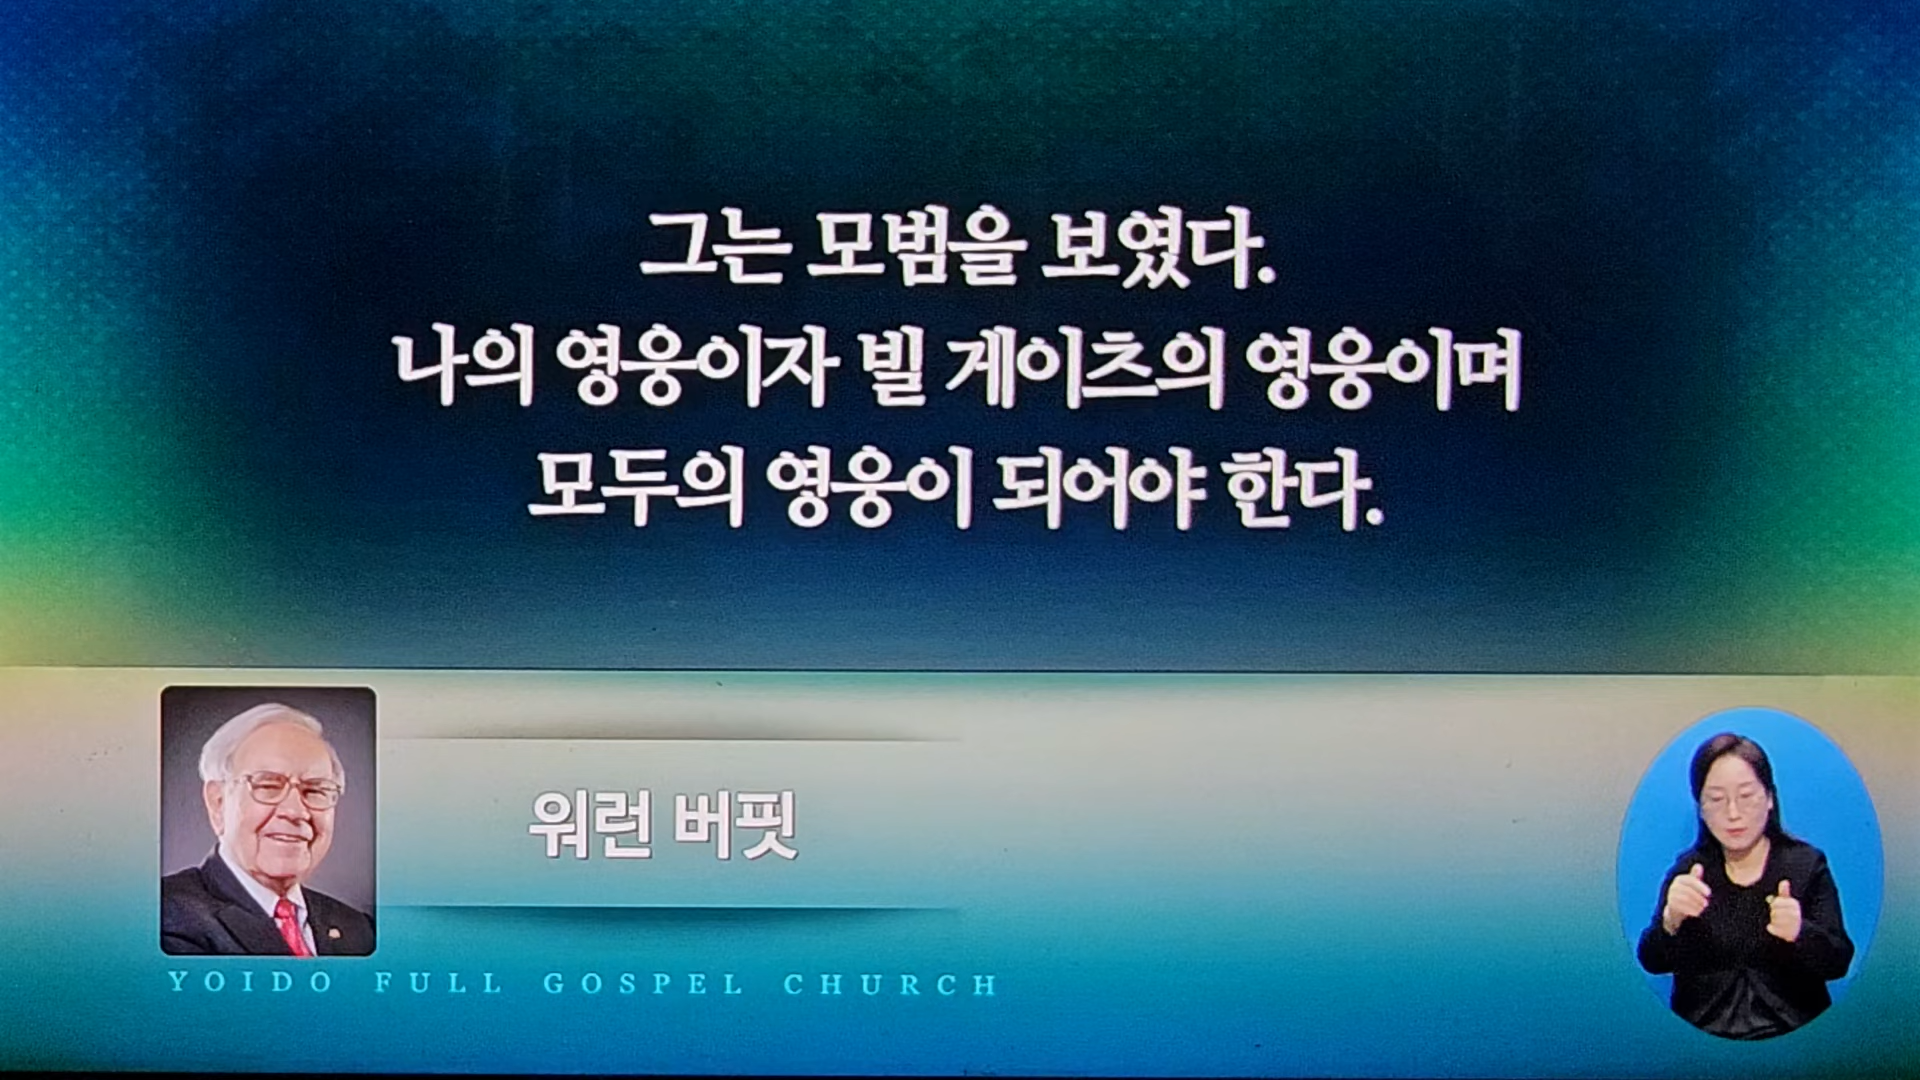 그는 모범을 보였다.
나의 영웅이자 빌 게이츠의 영웅이며
모두의 영웅이 되어야 한다.
워런 버핏
YOIDO FULL GOSPEL CHURCH